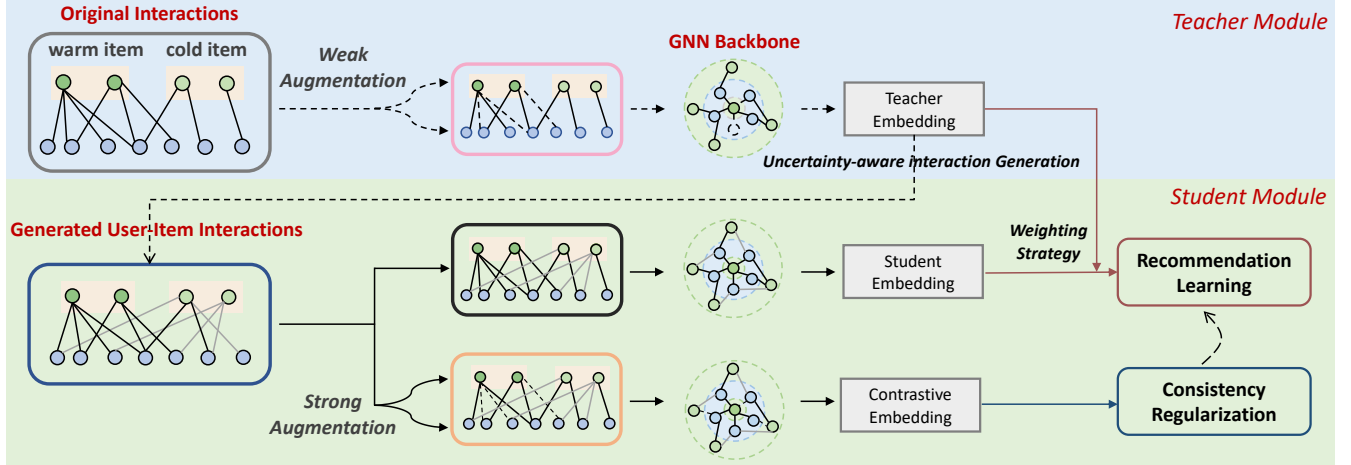 Original Interactions
Teacher Module
warm item cold item
Weak
Augmentation
GNN Backbone
Teacher
Embedding
Uncertainty-aware interaction Generation
Student Module
Generated User-Item Interactions
Weighting
Strategy
Student
Embedding
Recommendation
Learning
Strong
Augmentation
Contrastive
Embedding
Consistency
Regularization